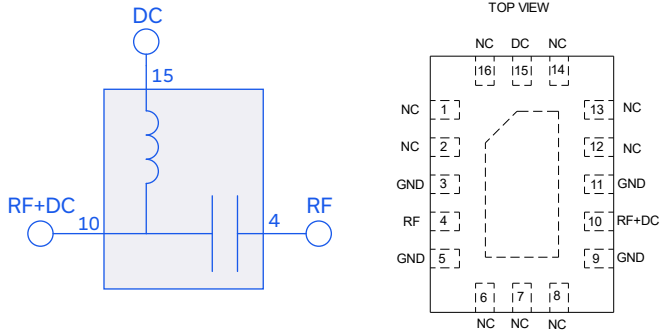 DC
15
RF+DC
10
4
RF
TOP VIEW
NC DC NC
16 15 14
NC 1 13 NC
NC 2 12 NC
GND 3 11 GND
RF 4 10 RF+DC
GND 5 9 GND
6 7 8
NC NC NC